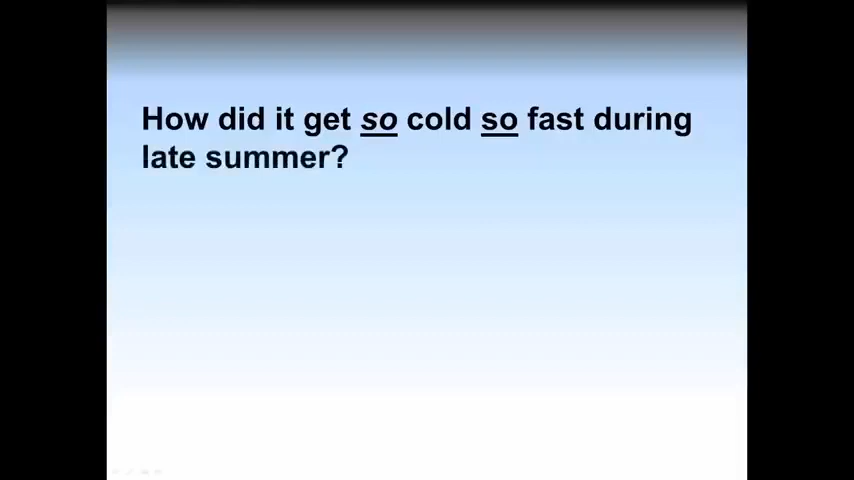 How did it get so cold so fast during
late summer?